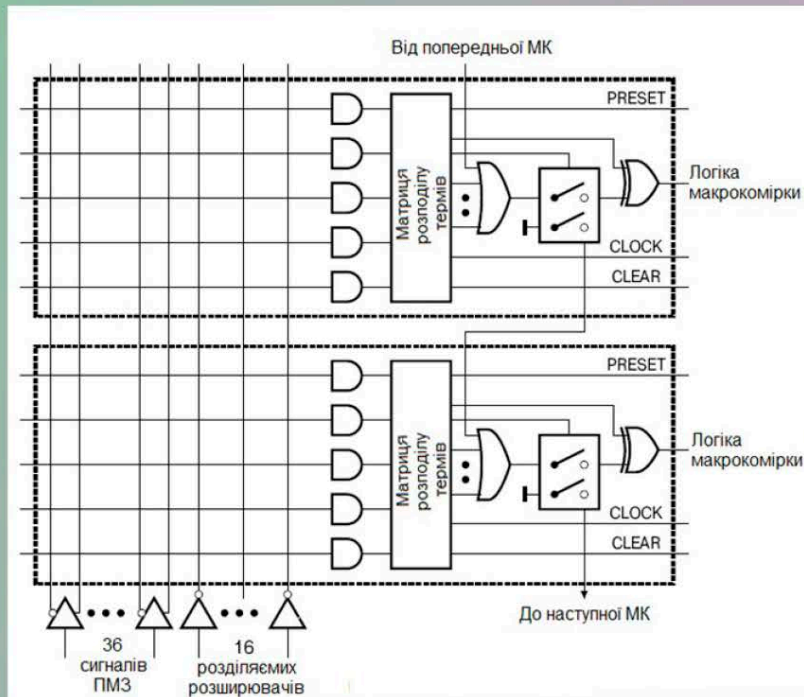 Від попередньої МК
PRESET
Матриця
розподілу
термів
Логіка
макрокомірки
CLOCK
CLEAR
PRESET
Матриця
розподілу
термів
Логіка
макрокомірки
CLOCK
CLEAR
До наступної МК
36
сигналів
ПМЗ
16
розділяємих
розширювачів